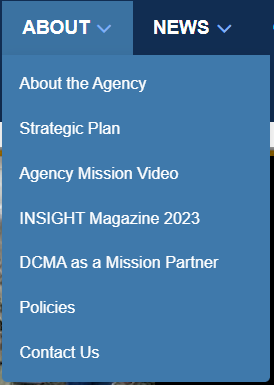 ABOUT NEWS
About the Agency
Strategic Plan
Agency Mission Video
INSIGHT Magazine 2023
DCMA as a Mission Partner
Policies
Contact Us